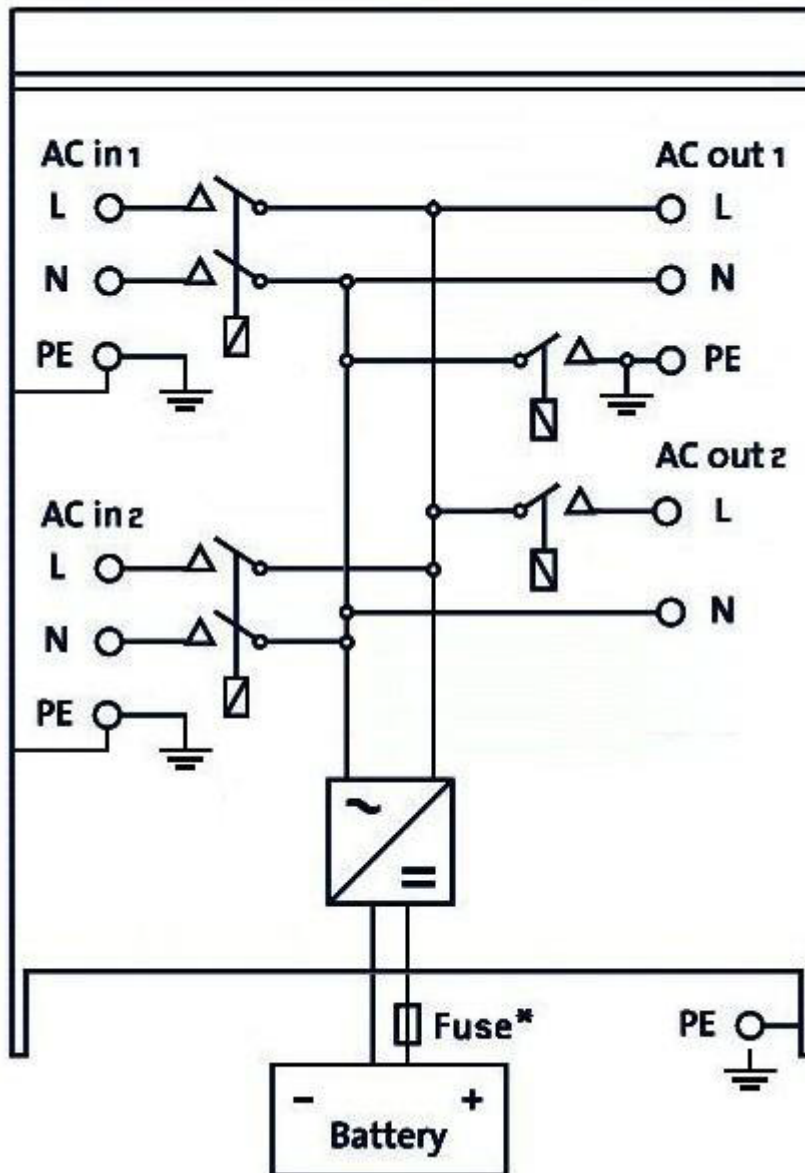 AC in 1
L
N
PE
AC out 1
L
N
PE
AC out 2
L
N
AC in 2
L
N
PE
Fuse*
PE
- +
Battery